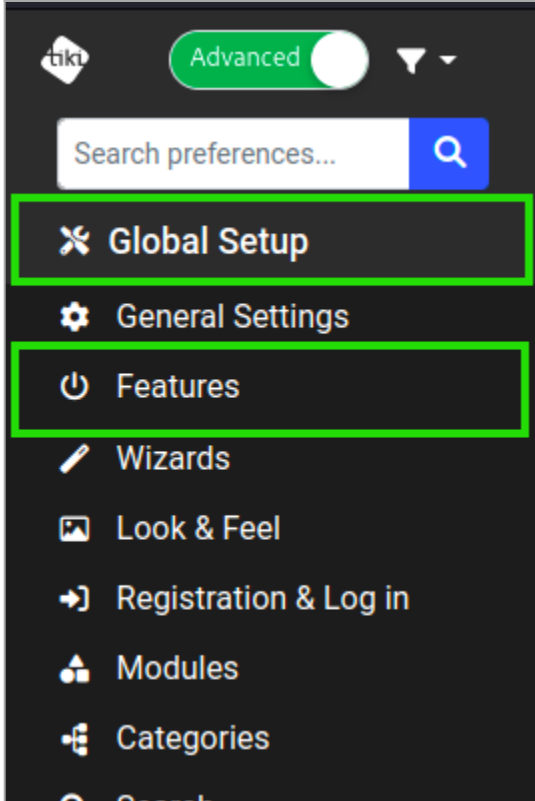 tiki
Advanced
Search preferences...
Global Setup
General Settings
Features
Wizards
Look & Feel
Registration & Log in
Modules
Categories